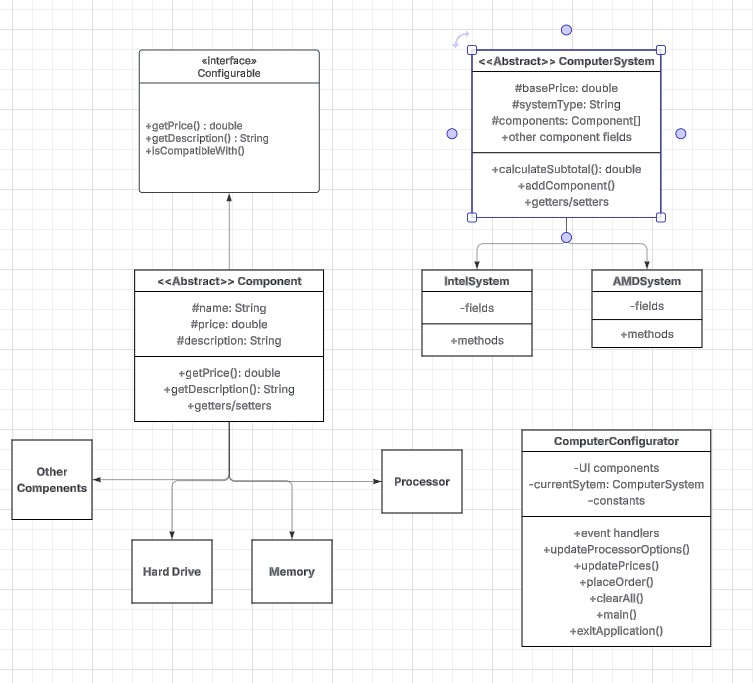 «interface»
Configurable
+getPrice() : double
+getDescription() : String
+isCompatibleWith()
<<Abstract>> ComputerSystem
#basePrice: double
#systemType: String
#components: Component[]
+other component fields
+calculateSubtotal(): double
+addComponent()
+getters/setters
<<Abstract>> Component
#name: String
#price: double
#description: String
+getPrice(): double
+getDescription(): String
+getters/setters
IntelSystem
-fields
+methods
AMDSystem
-fields
+methods
Other
Compenents
Hard Drive
Memory
Processor
ComputerConfigurator
-UI components
-currentSytem: ComputerSystem
-constants
+event handlers
+updateProcessorOptions()
+updatePrices()
+placeOrder()
+clearAll()
+main()
+exitApplication()